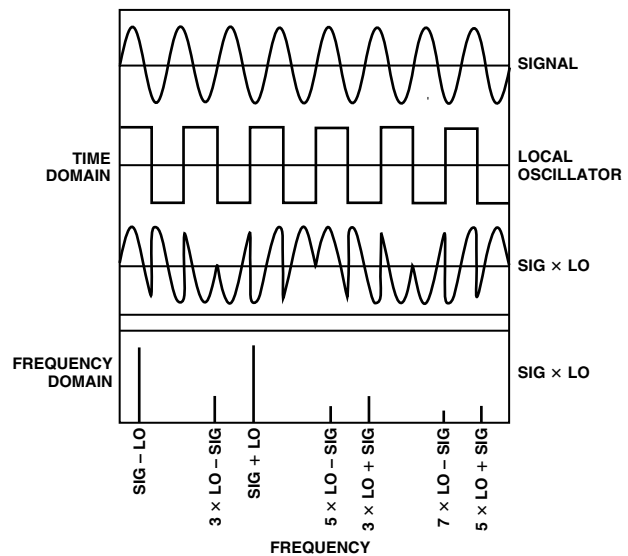 SIGNAL
TIME
DOMAIN
LOCAL
OSCILLATOR
SIG × LO
FREQUENCY
DOMAIN
SIG × LO
SIG – LO
3 × LO – SIG
SIG + LO
5 × LO – SIG
3 × LO + SIG
7 × LO – SIG
5 × LO + SIG
FREQUENCY